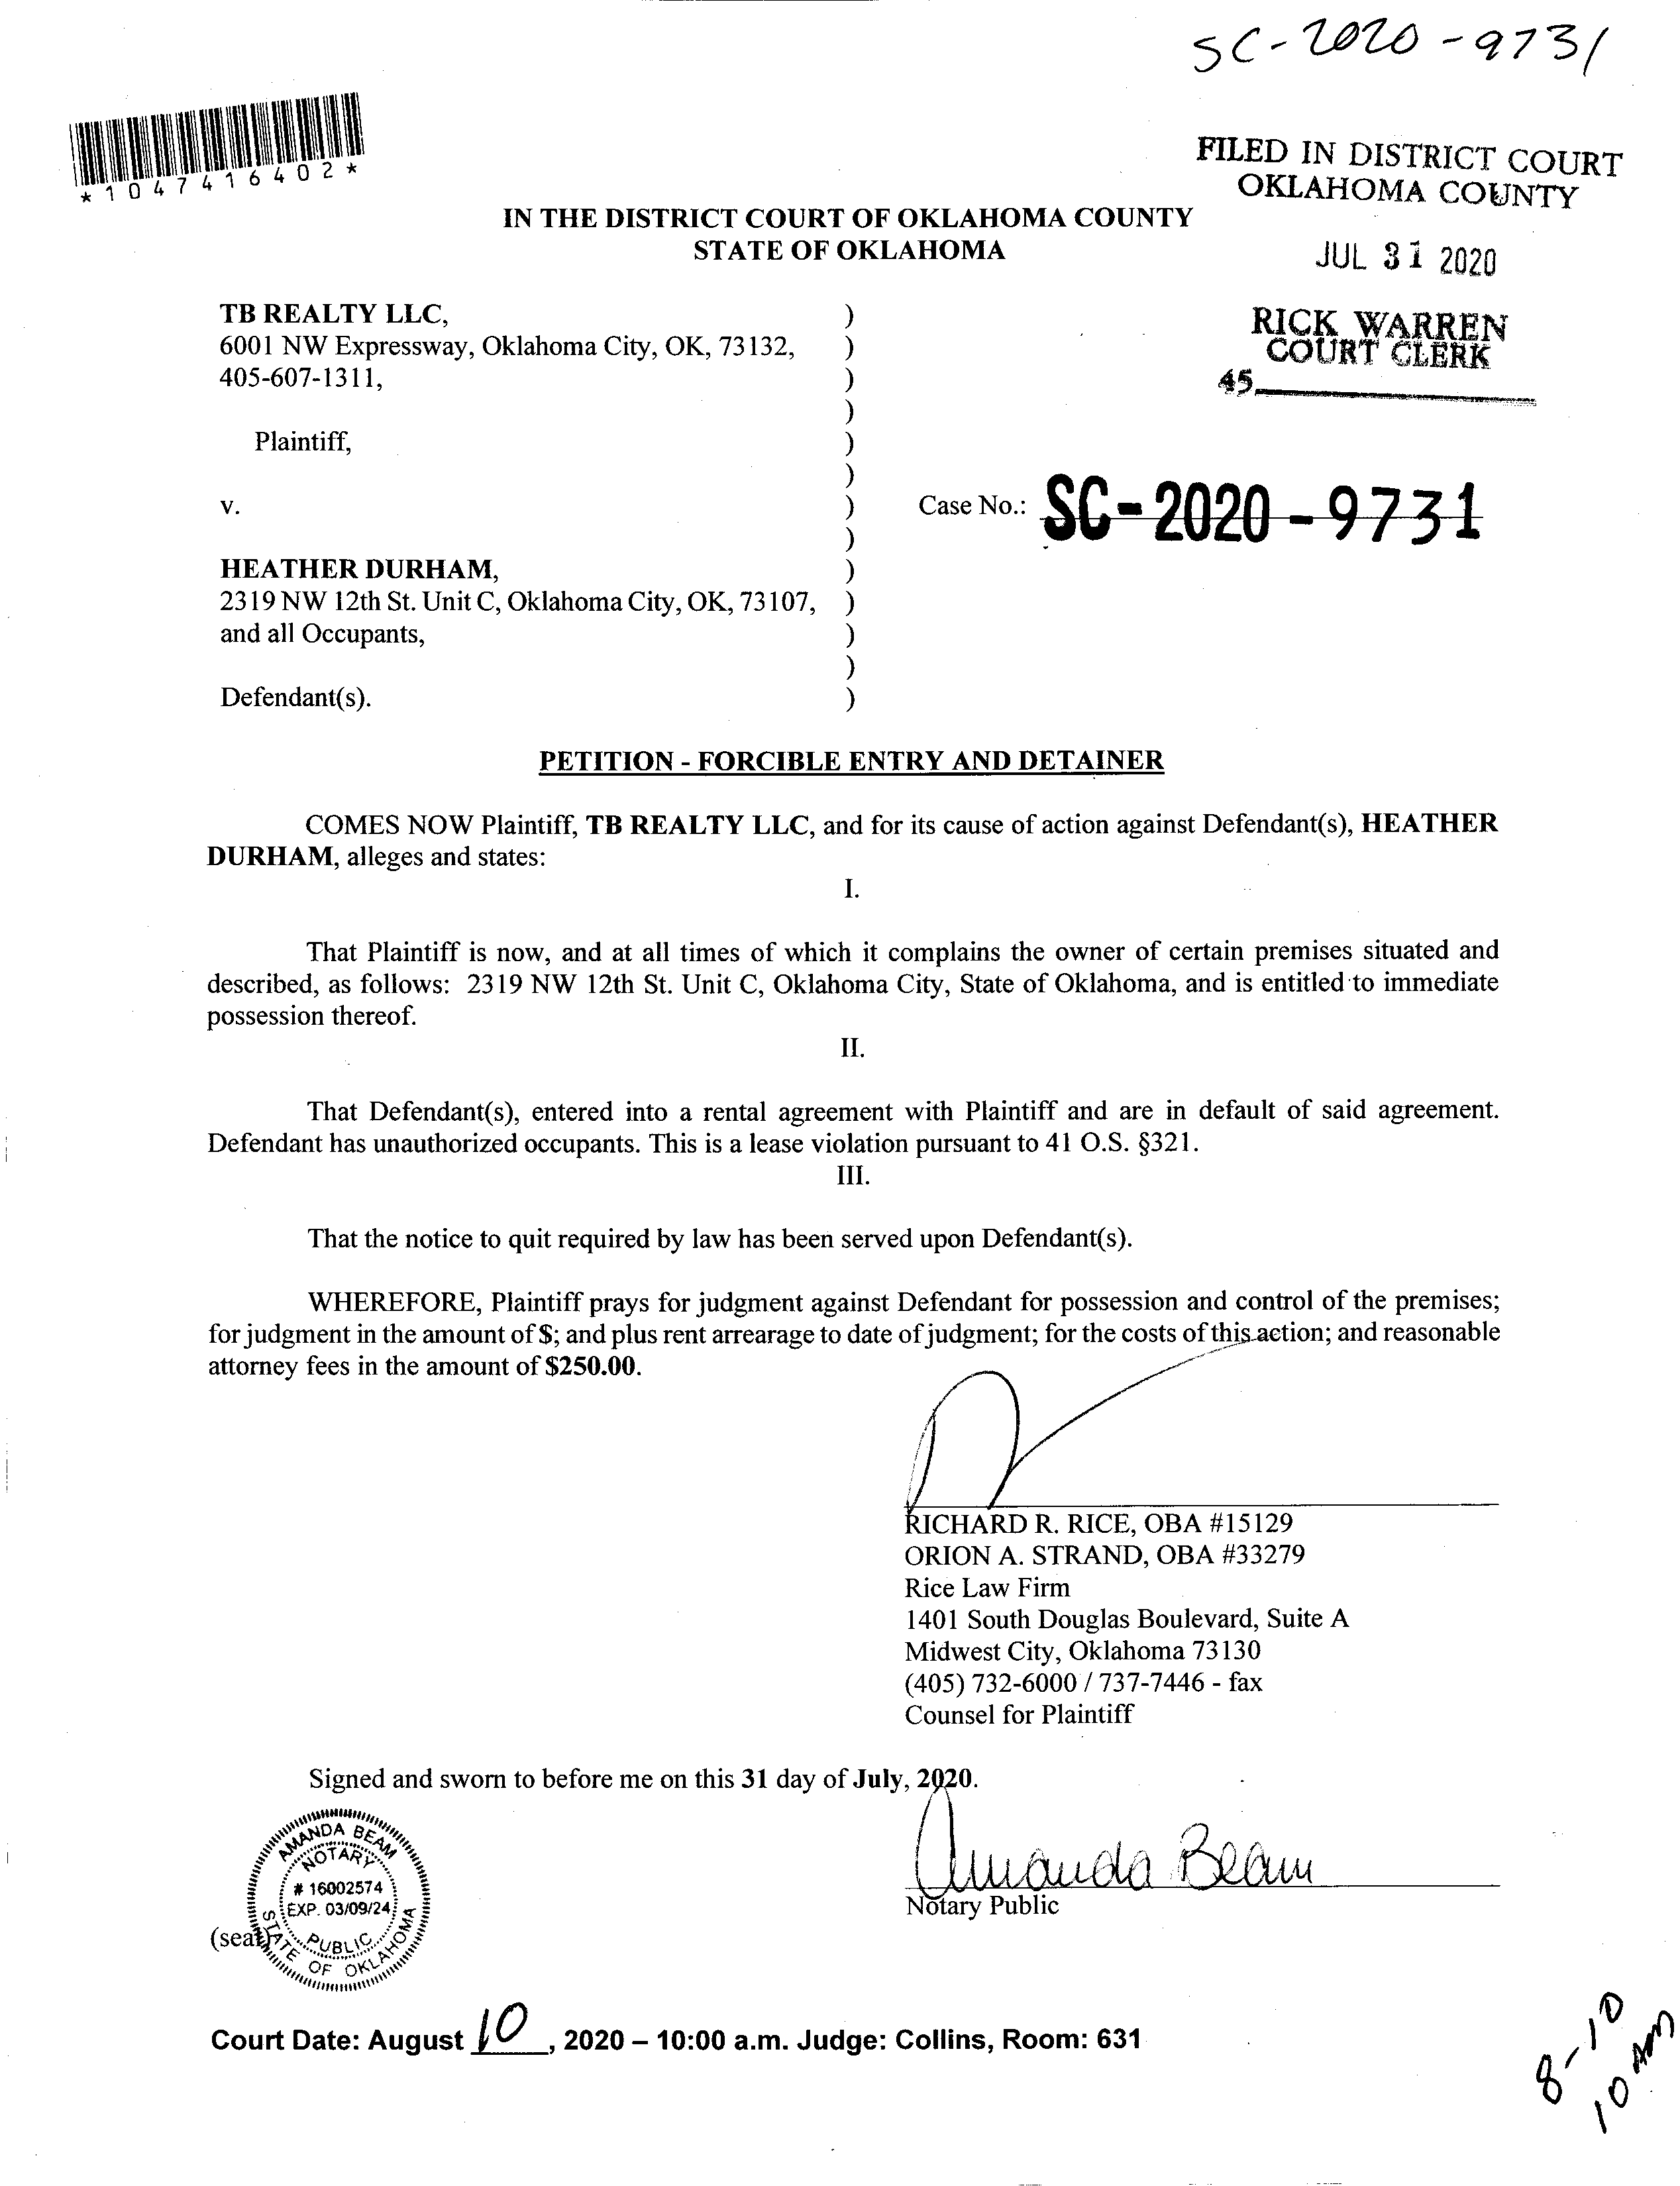 SC-2020-9731
*1047416402*
FILED IN DISTRICT COURT
OKLAHOMA COUNTY
JUL 31 2020
RICK WARREN
COURT CLERK
45
IN THE DISTRICT COURT OF OKLAHOMA COUNTY
STATE OF OKLAHOMA
TB REALTY LLC, )
6001 NW Expressway, Oklahoma City, OK, 73132, )
405-607-1311, )
)
Plaintiff, )
)
v. ) Case No.: SC-2020-9731
)
HEATHER DURHAM, )
2319 NW 12th St. Unit C, Oklahoma City, OK, 73107, )
and all Occupants, )
)
Defendant(s). )
PETITION - FORCIBLE ENTRY AND DETAINER
COMES NOW Plaintiff, TB REALTY LLC, and for its cause of action against Defendant(s), HEATHER
DURHAM, alleges and states:
I.
That Plaintiff is now, and at all times of which it complains the owner of certain premises situated and
described, as follows: 2319 NW 12th St. Unit C, Oklahoma City, State of Oklahoma, and is entitled to immediate
possession thereof.
II.
That Defendant(s), entered into a rental agreement with Plaintiff and are in default of said agreement.
Defendant has unauthorized occupants. This is a lease violation pursuant to 41 O.S. §321.
III.
That the notice to quit required by law has been served upon Defendant(s).
WHEREFORE, Plaintiff prays for judgment against Defendant for possession and control of the premises;
for judgment in the amount of $; and plus rent arrearage to date of judgment; for the costs of this action; and reasonable
attorney fees in the amount of $250.00.
RICHARD R. RICE, OBA #15129
ORION A. STRAND, OBA #33279
Rice Law Firm
1401 South Douglas Boulevard, Suite A
Midwest City, Oklahoma 73130
(405) 732-6000 / 737-7446 - fax
Counsel for Plaintiff
Signed and sworn to before me on this 31 day of July, 2020.
Amanda Beam
Notary Public
AMANDA BEAM
NOTARY
# 16002574
EXP. 03/09/24
PUBLIC
STATE OF OKLAHOMA
(seal)
Court Date: August 10, 2020 – 10:00 a.m. Judge: Collins, Room: 631
8-10
10 AM